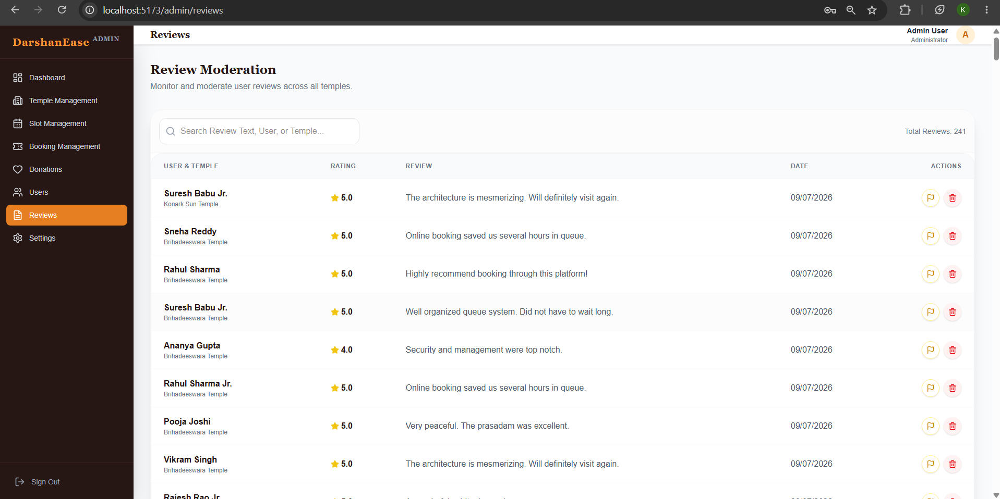 localhost:5173/admin/reviews
K
DarshanEase ADMIN
Dashboard
Temple Management
Slot Management
Booking Management
Donations
Users
Reviews
Settings
Sign Out
Reviews
Admin User
Administrator
A
Review Moderation
Monitor and moderate user reviews across all temples.
Search Review Text, User, or Temple...
Total Reviews: 241
USER & TEMPLE RATING REVIEW DATE ACTIONS
Suresh Babu Jr.
Konark Sun Temple
5.0
The architecture is mesmerizing. Will definitely visit again.
09/07/2026
Sneha Reddy
Brihadeeswara Temple
5.0
Online booking saved us several hours in queue.
09/07/2026
Rahul Sharma
Brihadeeswara Temple
5.0
Highly recommend booking through this platform!
09/07/2026
Suresh Babu Jr.
Brihadeeswara Temple
5.0
Well organized queue system. Did not have to wait long.
09/07/2026
Ananya Gupta
Brihadeeswara Temple
4.0
Security and management were top notch.
09/07/2026
Rahul Sharma Jr.
Brihadeeswara Temple
5.0
Online booking saved us several hours in queue.
09/07/2026
Pooja Joshi
Brihadeeswara Temple
5.0
Very peaceful. The prasadam was excellent.
09/07/2026
Vikram Singh
Brihadeeswara Temple
5.0
The architecture is mesmerizing. Will definitely visit again.
09/07/2026
Rajesh Rao Jr.